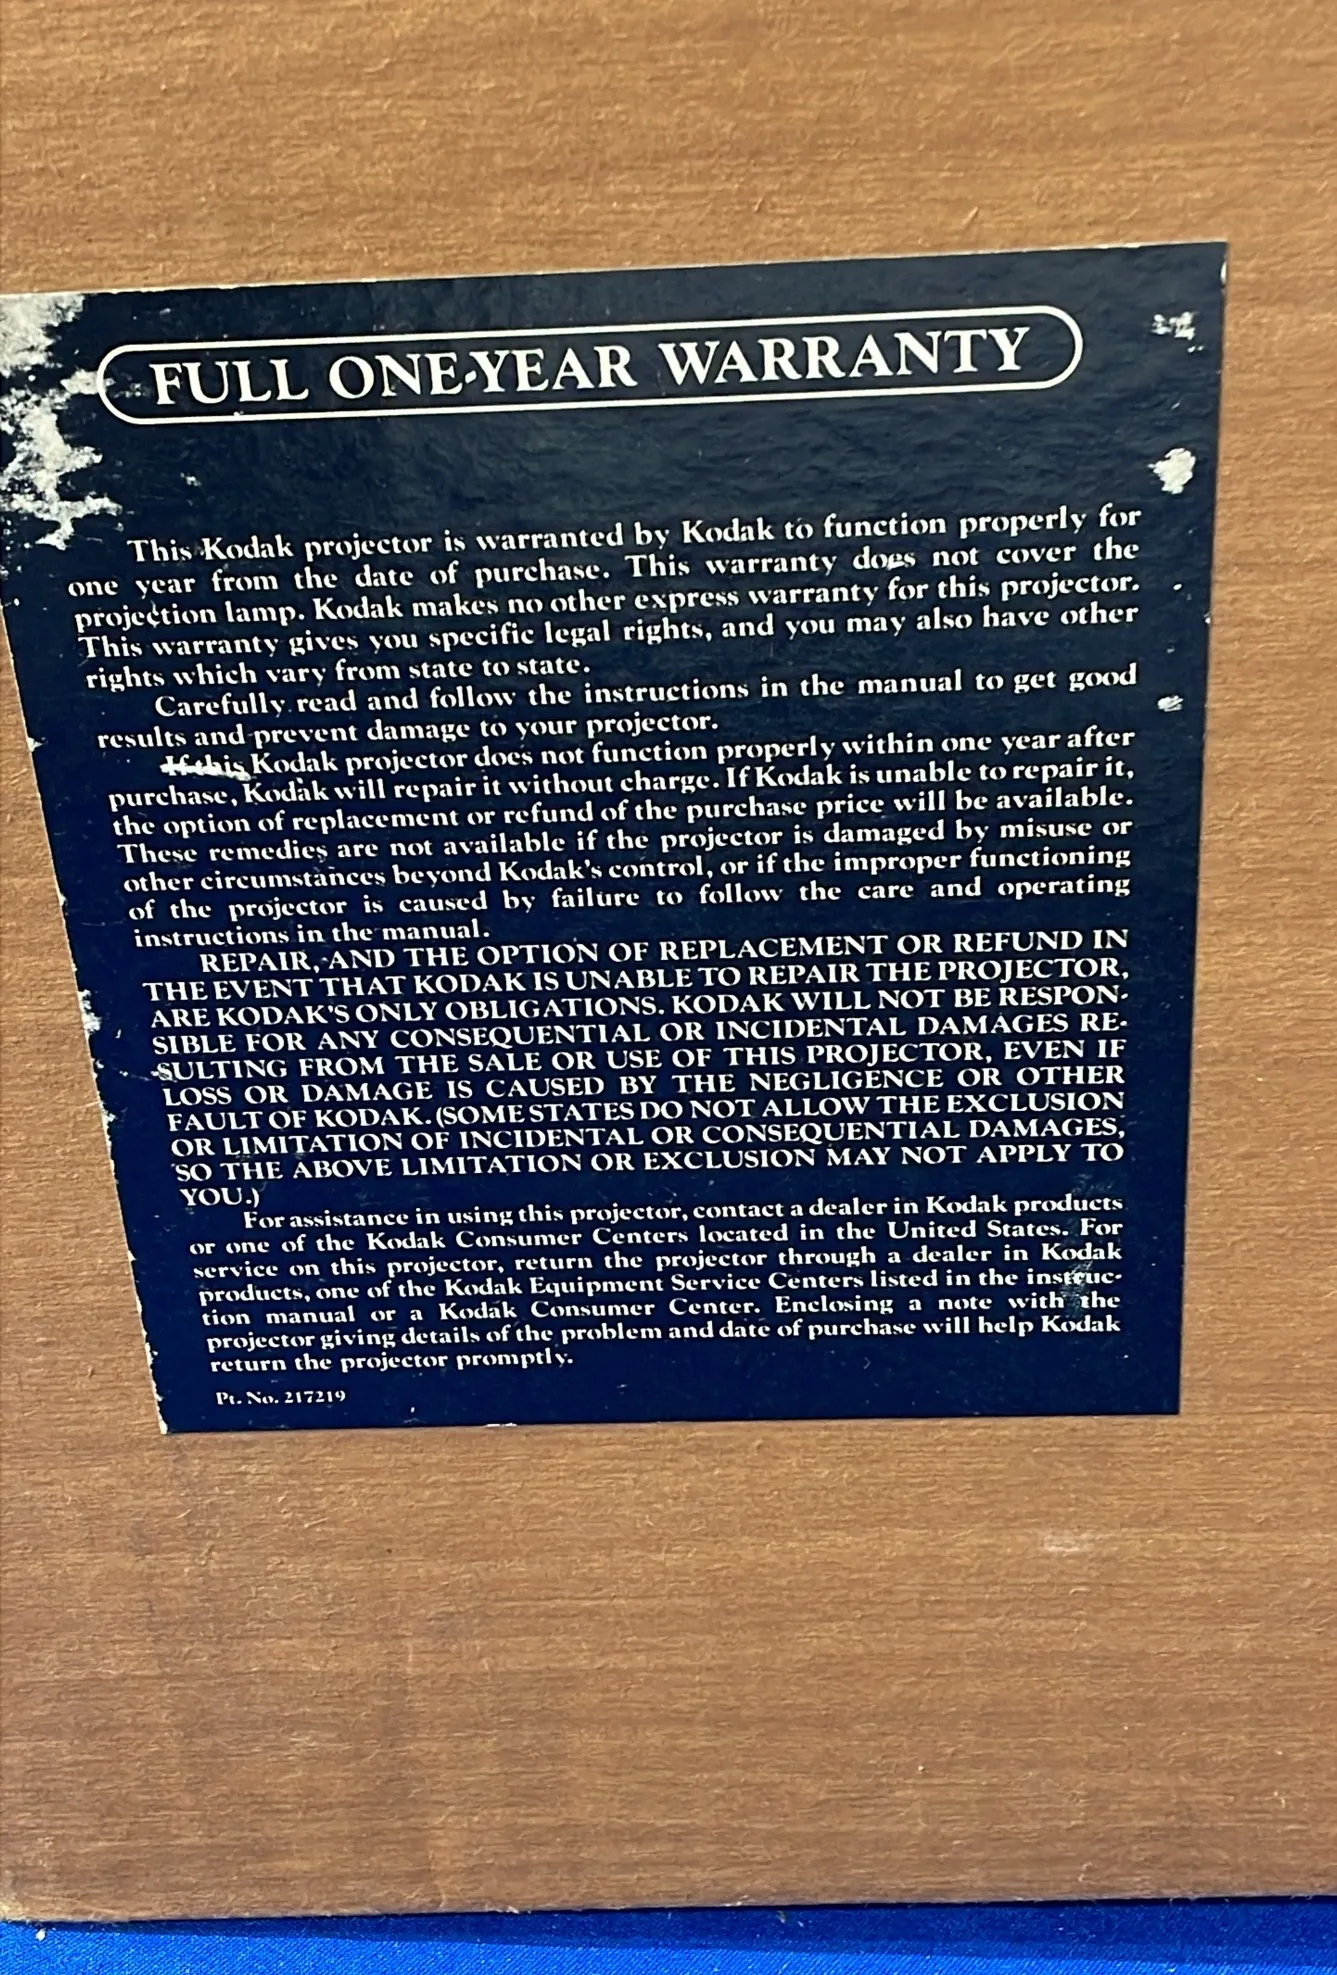 FULL ONE-YEAR WARRANTY
This Kodak projector is warranted by Kodak to function properly for
one year from the date of purchase. This warranty does not cover the
projection lamp. Kodak makes no other express warranty for this projector.
This warranty gives you specific legal rights, and you may also have other
rights which vary from state to state.
Carefully read and follow the instructions in the manual to get good
results and prevent damage to your projector.
If this Kodak projector does not function properly within one year after
purchase, Kodak will repair it without charge. If Kodak is unable to repair it,
the option of replacement or refund of the purchase price will be available.
These remedies are not available if the projector is damaged by misuse or
other circumstances beyond Kodak's control, or if the improper functioning
of the projector is caused by failure to follow the care and operating
instructions in the manual.
REPAIR, AND THE OPTION OF REPLACEMENT OR REFUND IN
THE EVENT THAT KODAK IS UNABLE TO REPAIR THE PROJECTOR,
ARE KODAK'S ONLY OBLIGATIONS. KODAK WILL NOT BE RESPON-
SIBLE FOR ANY CONSEQUENTIAL OR INCIDENTAL DAMAGES RE-
SULTING FROM THE SALE OR USE OF THIS PROJECTOR, EVEN IF
LOSS OR DAMAGE IS CAUSED BY THE NEGLIGENCE OR OTHER
FAULT OF KODAK. (SOME STATES DO NOT ALLOW THE EXCLUSION
OR LIMITATION OF INCIDENTAL OR CONSEQUENTIAL DAMAGES,
SO THE ABOVE LIMITATION OR EXCLUSION MAY NOT APPLY TO
YOU.)
For assistance in using this projector, contact a dealer in Kodak products
or one of the Kodak Consumer Centers located in the United States. For
service on this projector, return the projector through a dealer in Kodak
products, one of the Kodak Equipment Service Centers listed in the instruc-
tion manual or a Kodak Consumer Center. Enclosing a note with the
projector giving details of the problem and date of purchase will help Kodak
return the projector promptly.
Pt. No. 217219